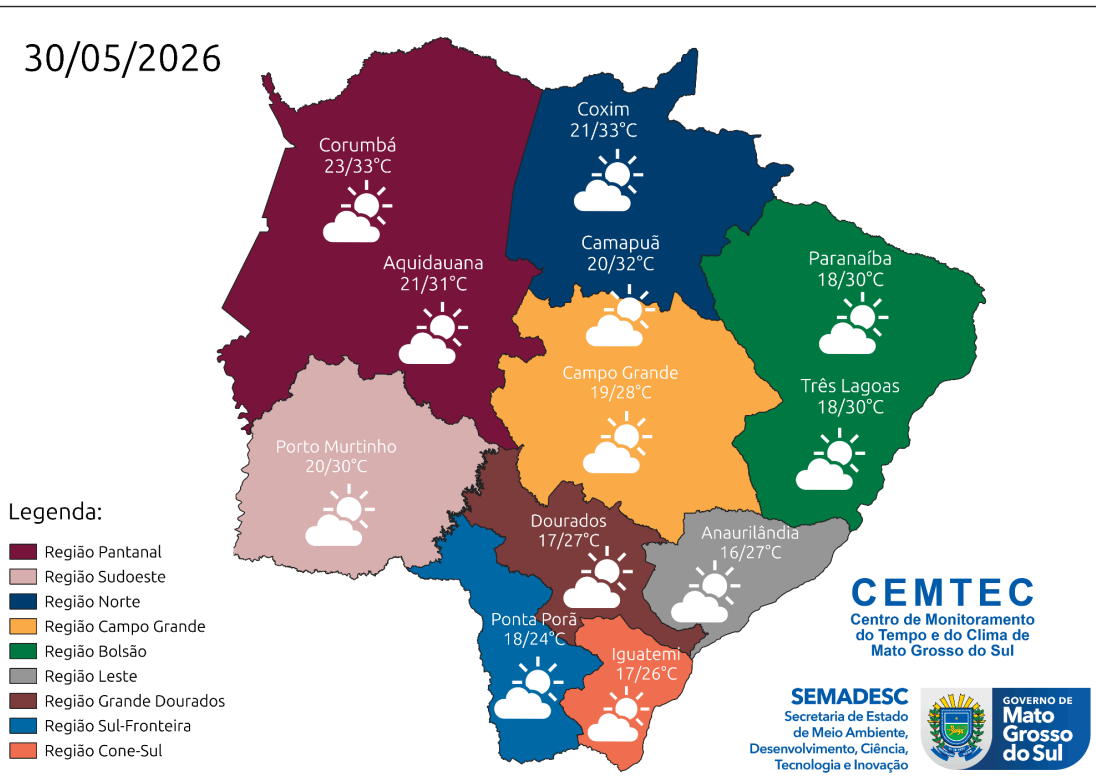 30/05/2026
Coxim
21/33°C
Corumbá
23/33°C
Camapuã
20/32°C
Aquidauana
21/31°C
Paranaíba
18/30°C
Campo Grande
19/28°C
Três Lagoas
18/30°C
Porto Murtinho
20/30°C
Dourados
17/27°C
Anaurilândia
16/27°C
Ponta Porã
18/24°C
Iguatemi
17/26°C
Legenda:
Região Pantanal
Região Sudoeste
Região Norte
Região Campo Grande
Região Bolsão
Região Leste
Região Grande Dourados
Região Sul-Fronteira
Região Cone-Sul
CEMTEC
Centro de Monitoramento
do Tempo e do Clima de
Mato Grosso do Sul
SEMADESC
Secretaria de Estado
de Meio Ambiente,
Desenvolvimento, Ciência,
Tecnologia e Inovação
GOVERNO DE
Mato
Grosso
do Sul